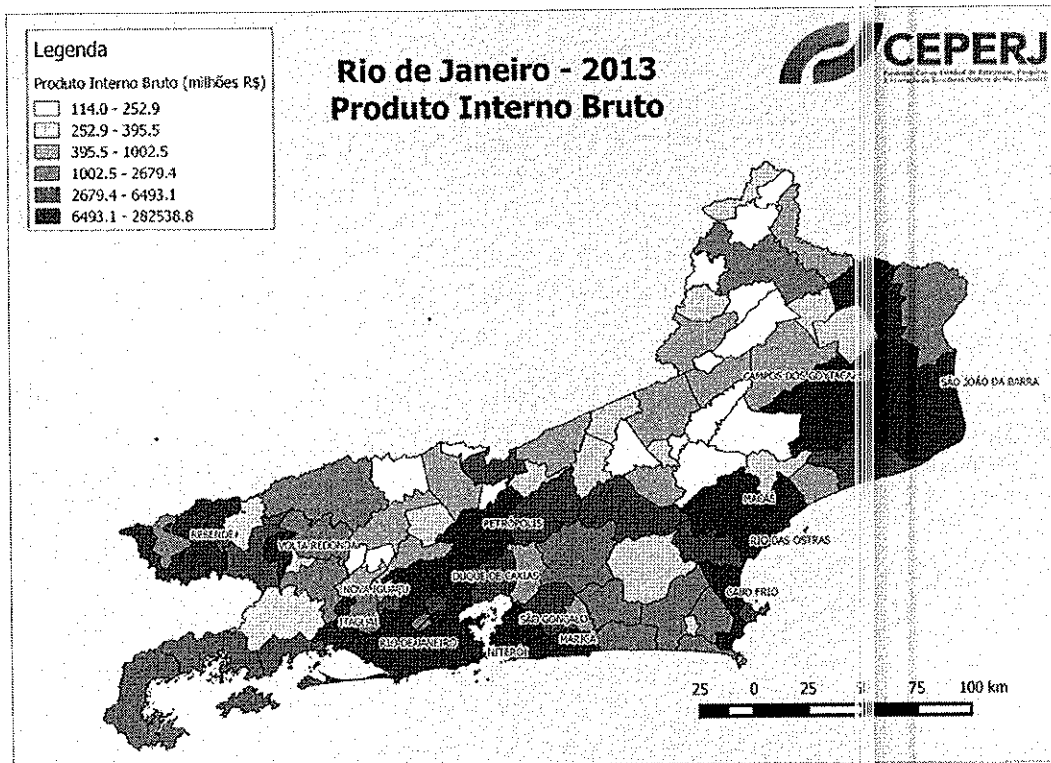 Legenda
Produto Interno Bruto (milhões R$)
114.0 - 252.9
252.9 - 395.5
395.5 - 1002.5
1002.5 - 2679.4
2679.4 - 6493.1
6493.1 - 282538.8
Rio de Janeiro - 2013
Produto Interno Bruto
CEPERJ
CAMPOS DOS GOYTACAZ
SÃO JOÃO DA BARRA
MACAÉ
PETRÓPOLIS
RESENDE
VOLTA REDONDA
RIO DAS OSTRAS
DUQUE DE CAXIAS
NOVA IGUAÇU
CABO FRIO
ITAGUAÍ
SÃO GONÇALO
RIO DE JANEIRO
MARICÁ
NITERÓI
25 0 25 50 75 100 km